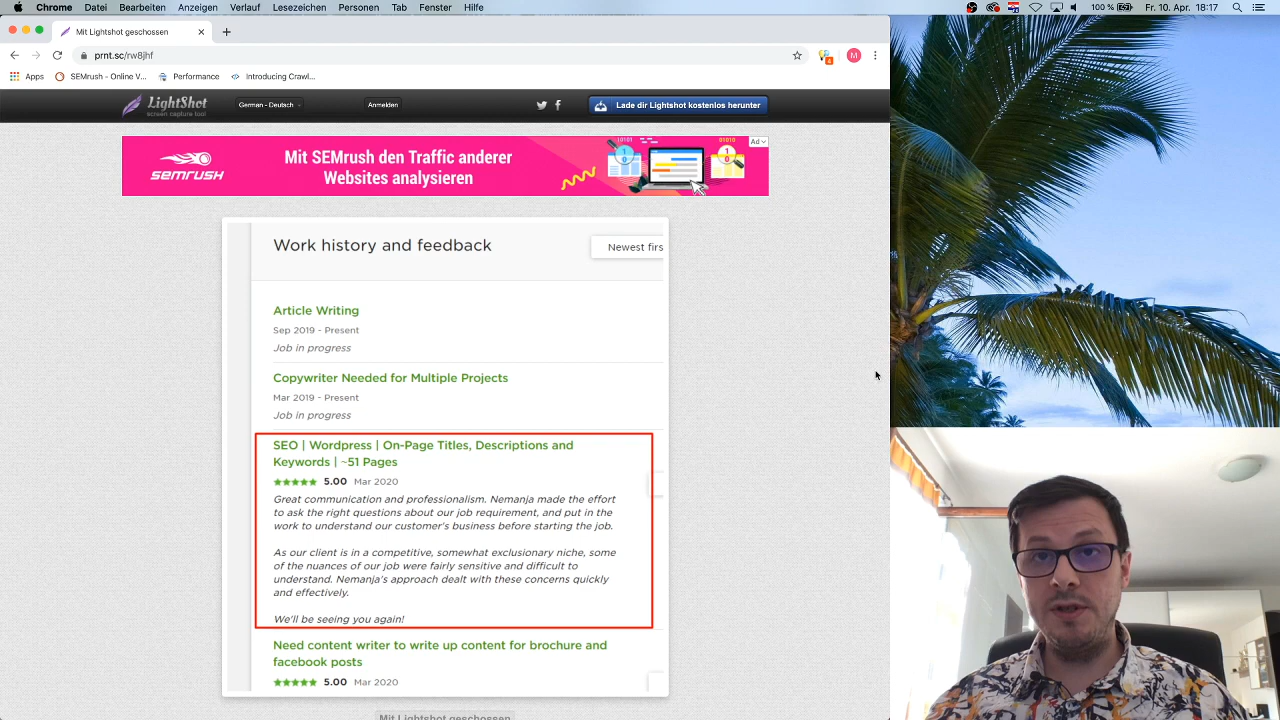 Chrome Datei Bearbeiten Anzeigen Verlauf Lesezeichen Personen Tab Fenster Hilfe 100 % Fr. 10. Apr. 18:17
Mit Lightshot geschossen
prnt.sc/rw8jhf M
Apps SEMrush - Online V... Performance Introducing Crawl...
LightShot
screen capture tool
German - Deutsch Anmelden Lade dir Lightshot kostenlos herunter
semrush
Mit SEMrush den Traffic anderer
Websites analysieren
10101 01010
Ad
Work history and feedback Newest firs
Article Writing
Sep 2019 - Present
Job in progress
Copywriter Needed for Multiple Projects
Mar 2019 - Present
Job in progress
SEO | Wordpress | On-Page Titles, Descriptions and
Keywords | ~51 Pages
5.00 Mar 2020
Great communication and professionalism. Nemanja made the effort
to ask the right questions about our job requirement, and put in the
work to understand our customer's business before starting the job.
As our client is in a competitive, somewhat exclusionary niche, some
of the nuances of our job were fairly sensitive and difficult to
understand. Nemanja's approach dealt with these concerns quickly
and effectively.
We'll be seeing you again!
Need content writer to write up content for brochure and
facebook posts
5.00 Mar 2020
Mit Lightshot geschossen